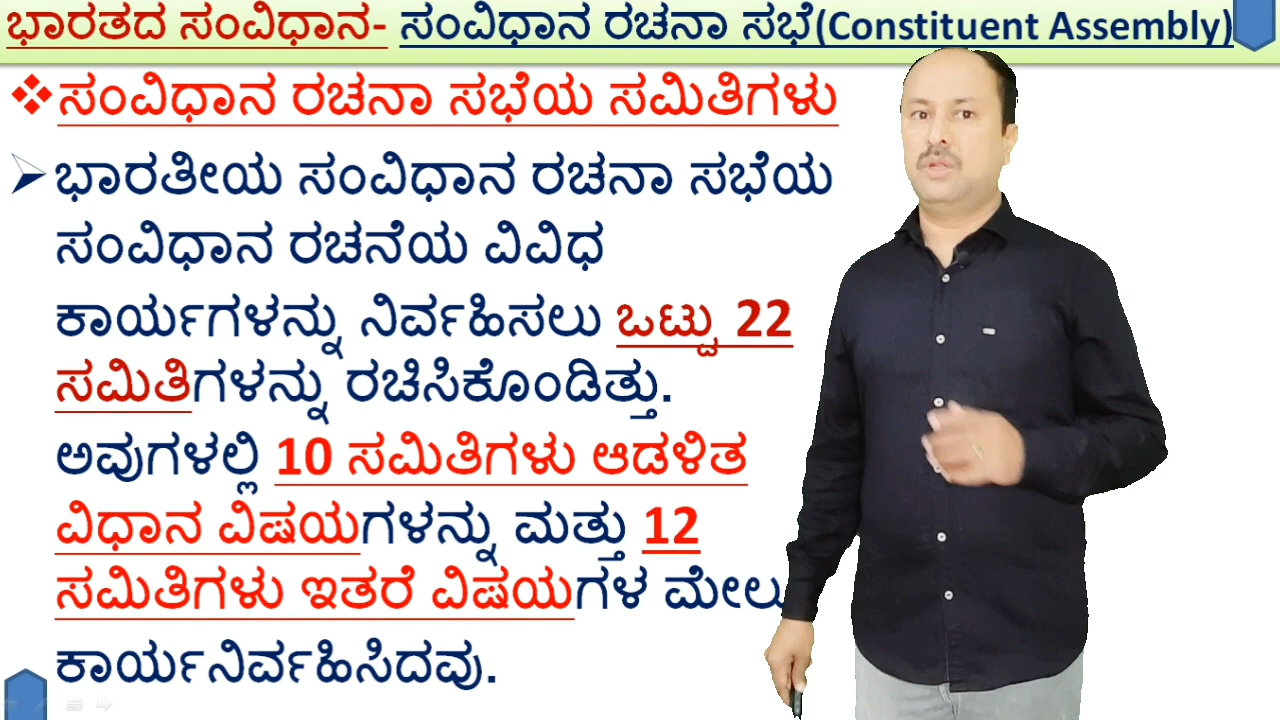 ಭಾರತದ ಸಂವಿಧಾನ- ಸಂವಿಧಾನ ರಚನಾ ಸಭೆ(Constituent Assembly)
ಸಂವಿಧಾನ ರಚನಾ ಸಭೆಯ ಸಮಿತಿಗಳು
ಭಾರತೀಯ ಸಂವಿಧಾನ ರಚನಾ ಸಭೆಯ
ಸಂವಿಧಾನ ರಚನೆಯ ವಿವಿಧ
ಕಾರ್ಯಗಳನ್ನು ನಿರ್ವಹಿಸಲು ಒಟ್ಟು 22
ಸಮಿತಿಗಳನ್ನು ರಚಿಸಿಕೊಂಡಿತ್ತು.
ಅವುಗಳಲ್ಲಿ 10 ಸಮಿತಿಗಳು ಆಡಳಿತ
ವಿಧಾನ ವಿಷಯಗಳನ್ನು ಮತ್ತು 12
ಸಮಿತಿಗಳು ಇತರೆ ವಿಷಯಗಳ ಮೇಲು
ಕಾರ್ಯನಿರ್ವಹಿಸಿದವು.